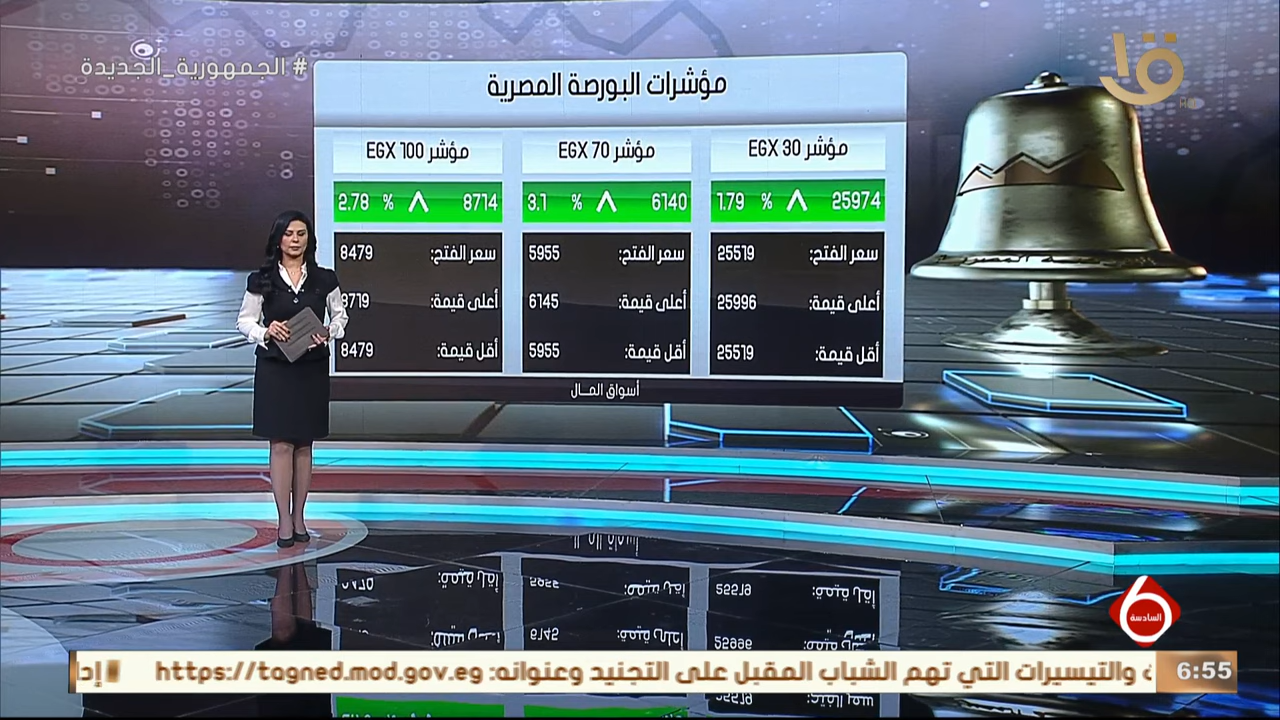 #الجمهورية_الجديدة
HD
مؤشرات البورصة المصرية
مؤشر EGX 30
25974 1.79 %
سعر الفتح: 25519
أعلى قيمة: 25996
أقل قيمة: 25519
مؤشر EGX 70
6140 3.1 %
سعر الفتح: 5955
أعلى قيمة: 6145
أقل قيمة: 5955
مؤشر EGX 100
8714 2.78 %
سعر الفتح: 8479
أعلى قيمة: 8719
أقل قيمة: 8479
أسواق المـال
6
السادسة
6:55
والتيسيرات التي تهم الشباب المقبل على التجنيد وعنوانه: https://tagned.mod.gov.eg